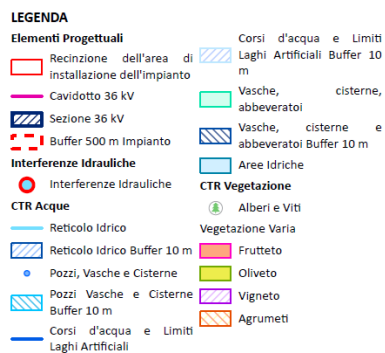 LEGENDA
Elementi Progettuali
Recinzione dell'area di
installazione dell'impianto
Cavidotto 36 kV
Sezione 36 kV
Buffer 500 m Impianto
Interferenze Idrauliche
Interferenze Idrauliche
CTR Acque
Reticolo Idrico
Reticolo Idrico Buffer 10 m
Pozzi, Vasche e Cisterne
Pozzi Vasche e Cisterne
Buffer 10 m
Corsi d'acqua e Limiti
Laghi Artificiali
Corsi d'acqua e Limiti
Laghi Artificiali Buffer 10
m
Vasche, cisterne,
abbeveratoi
Vasche, cisterne e
abbeveratoi Buffer 10 m
Aree Idriche
CTR Vegetazione
Alberi e Viti
Vegetazione Varia
Frutteto
Oliveto
Vigneto
Agrumeti